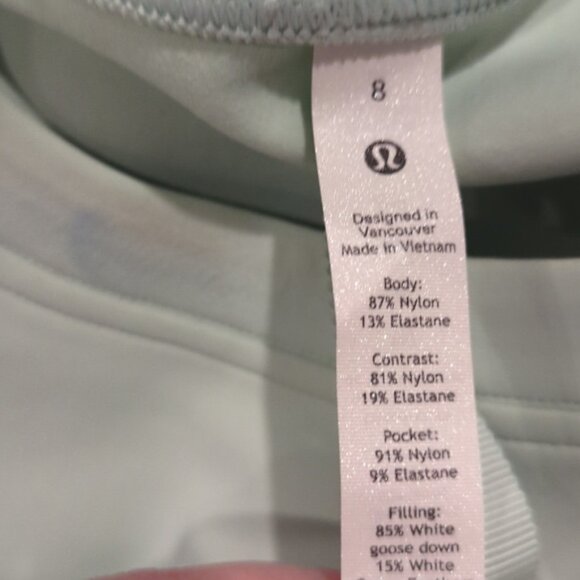 8
Designed in
Vancouver
Made in Vietnam
Body:
87% Nylon
13% Elastane
Contrast:
81% Nylon
19% Elastane
Pocket:
91% Nylon
9% Elastane
Filling:
85% White
goose down
15% White